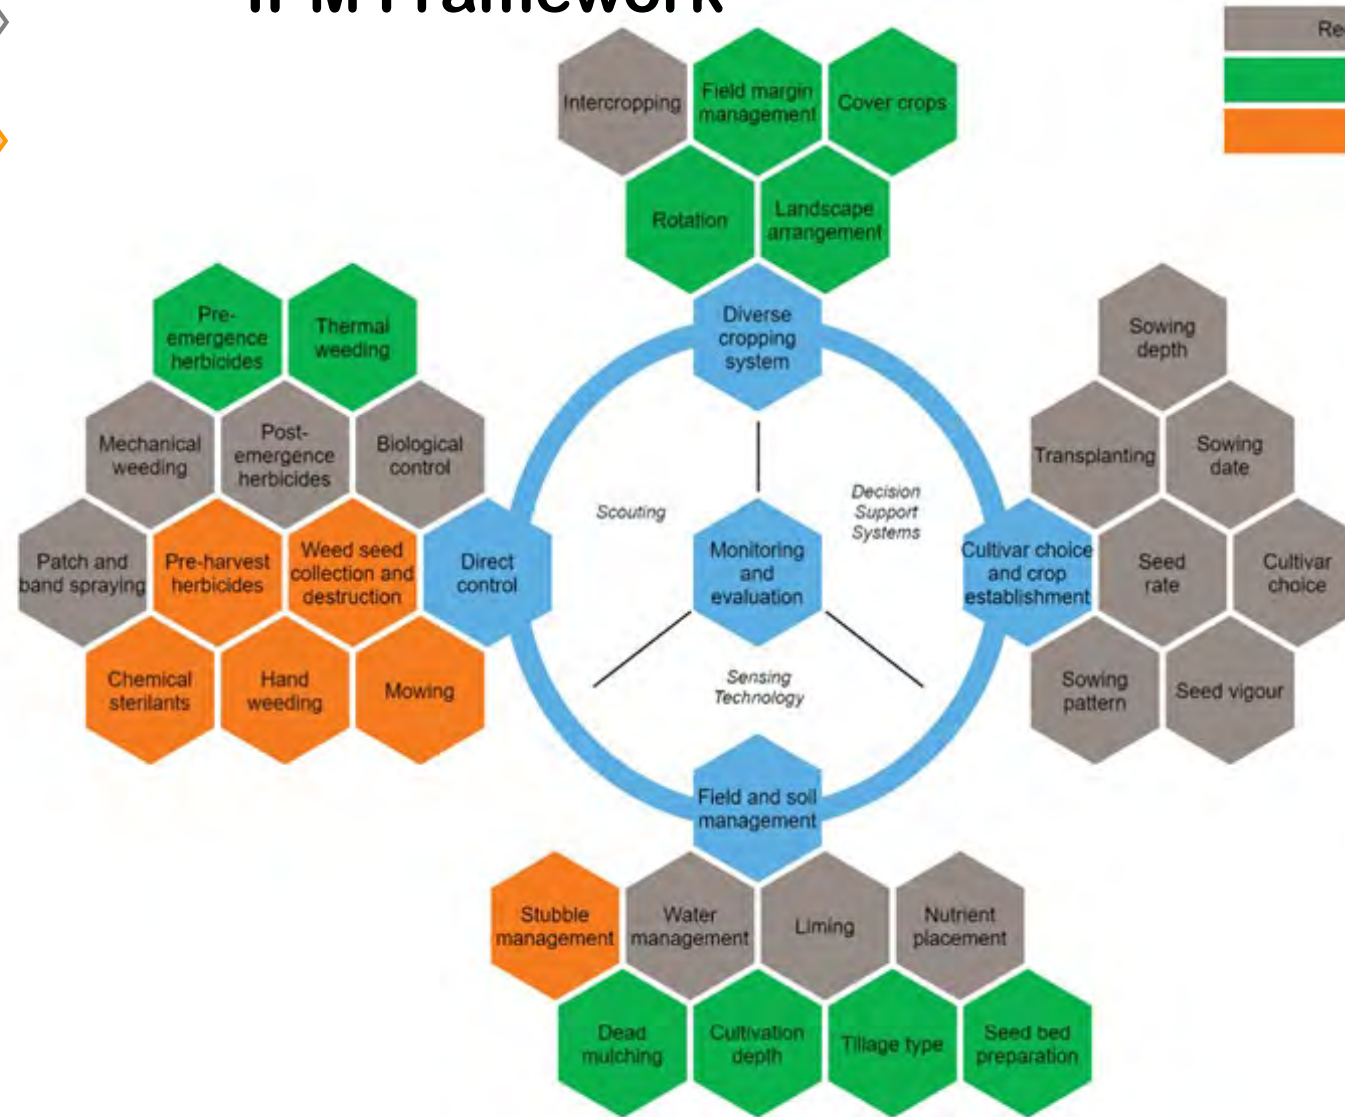 IPM Framework
Intercropping
Field margin
management
Cover crops
Rotation
Landscape
arrangement
Diverse
cropping
system
Pre-
emergence
herbicides
Thermal
weeding
Mechanical
weeding
Post-
emergence
herbicides
Biological
control
Patch and
band spraying
Pre-harvest
herbicides
Weed seed
collection and
destruction
Direct
control
Chemical
sterilants
Hand
weeding
Mowing
Scouting
Decision
Support
Systems
Monitoring
and
evaluation
Sensing
Technology
Sowing
depth
Transplanting
Sowing
date
Cultivar choice
and crop
establishment
Seed
rate
Cultivar
choice
Sowing
pattern
Seed vigour
Field and soil
management
Stubble
management
Water
management
Liming
Nutrient
placement
Dead
mulching
Cultivation
depth
Tillage type
Seed bed
preparation